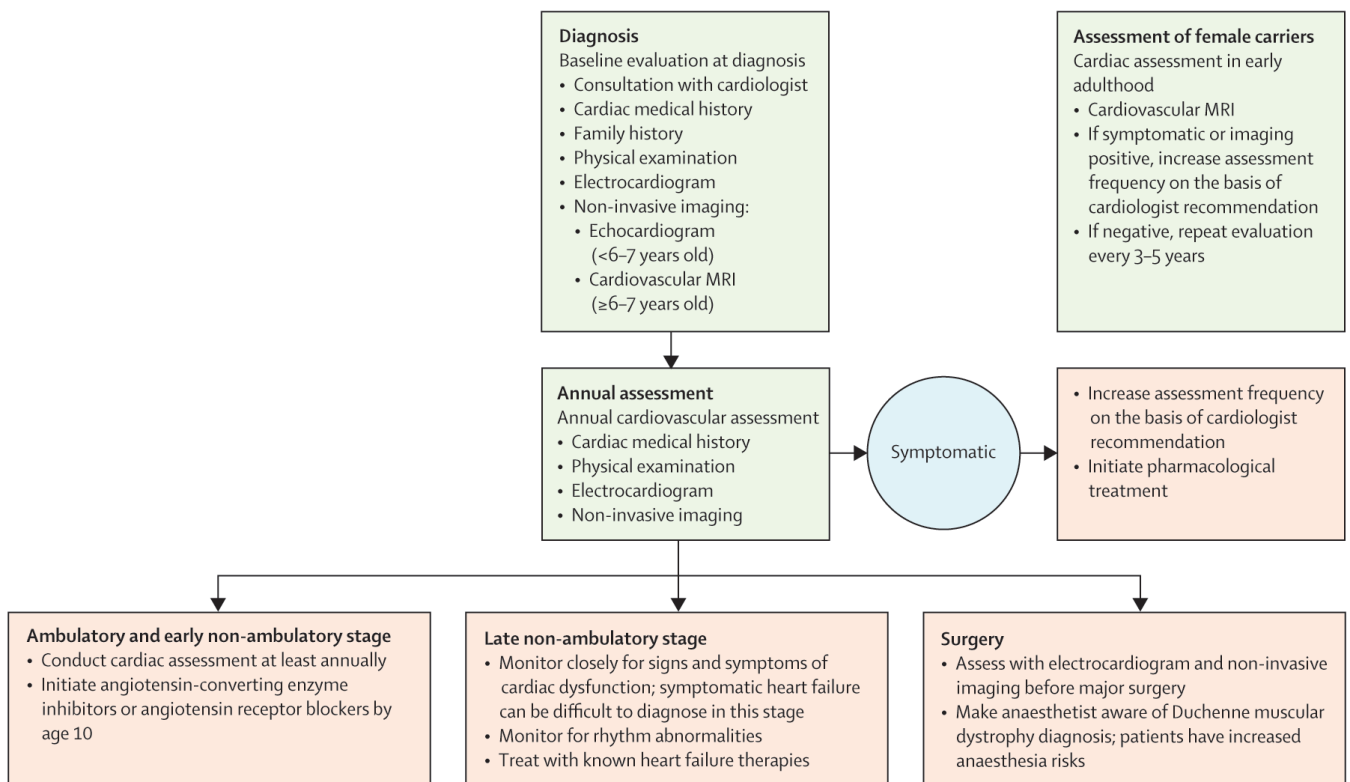 Diagnosis
Baseline evaluation at diagnosis
• Consultation with cardiologist
• Cardiac medical history
• Family history
• Physical examination
• Electrocardiogram
• Non-invasive imaging:
• Echocardiogram
(<6–7 years old)
• Cardiovascular MRI
(≥6–7 years old)
Assessment of female carriers
Cardiac assessment in early
adulthood
• Cardiovascular MRI
• If symptomatic or imaging
positive, increase assessment
frequency on the basis of
cardiologist recommendation
• If negative, repeat evaluation
every 3–5 years
Annual assessment
Annual cardiovascular assessment
• Cardiac medical history
• Physical examination
• Electrocardiogram
• Non-invasive imaging
Symptomatic
• Increase assessment frequency
on the basis of cardiologist
recommendation
• Initiate pharmacological
treatment
Ambulatory and early non-ambulatory stage
• Conduct cardiac assessment at least annually
• Initiate angiotensin-converting enzyme
inhibitors or angiotensin receptor blockers by
age 10
Late non-ambulatory stage
• Monitor closely for signs and symptoms of
cardiac dysfunction; symptomatic heart failure
can be difficult to diagnose in this stage
• Monitor for rhythm abnormalities
• Treat with known heart failure therapies
Surgery
• Assess with electrocardiogram and non-invasive
imaging before major surgery
• Make anaesthetist aware of Duchenne muscular
dystrophy diagnosis; patients have increased
anaesthesia risks